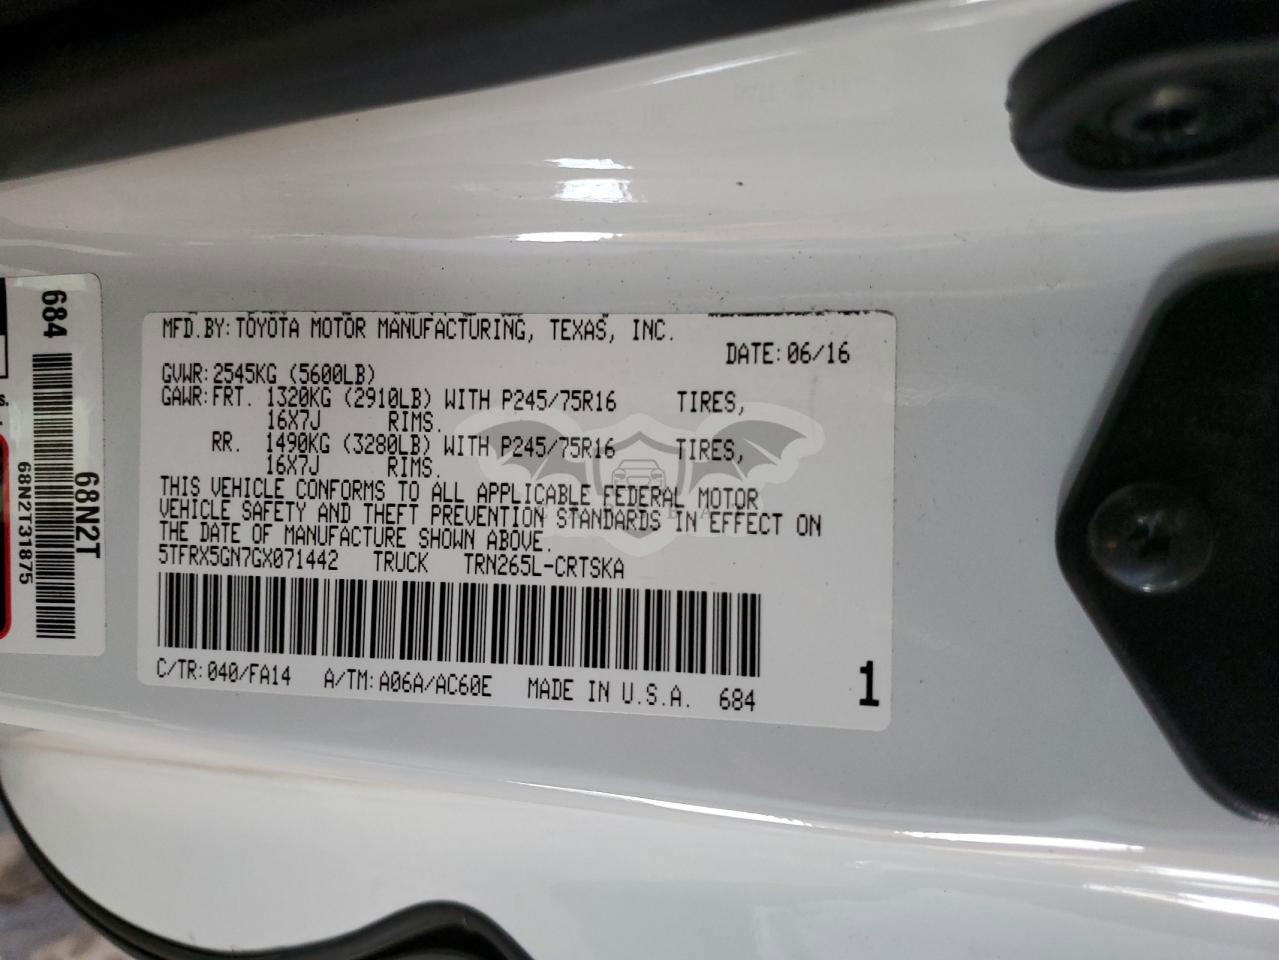 MFD.BY:TOYOTA MOTOR MANUFACTURING, TEXAS, INC.
DATE:06/16
GVWR:2545KG (5600LB)
GAWR:FRT. 1320KG (2910LB) WITH P245/75R16 TIRES,
16X7J RIMS.
RR. 1490KG (3280LB) WITH P245/75R16 TIRES,
16X7J RIMS.
THIS VEHICLE CONFORMS TO ALL APPLICABLE FEDERAL MOTOR
VEHICLE SAFETY AND THEFT PREVENTION STANDARDS IN EFFECT ON
THE DATE OF MANUFACTURE SHOWN ABOVE.
5TFRX5GN7GX071442 TRUCK TRN265L-CRTSKA
C/TR:040/FA14 A/TM:A06A/AC60E MADE IN U.S.A. 684
1
684
68N2T
68N2T31875
s.